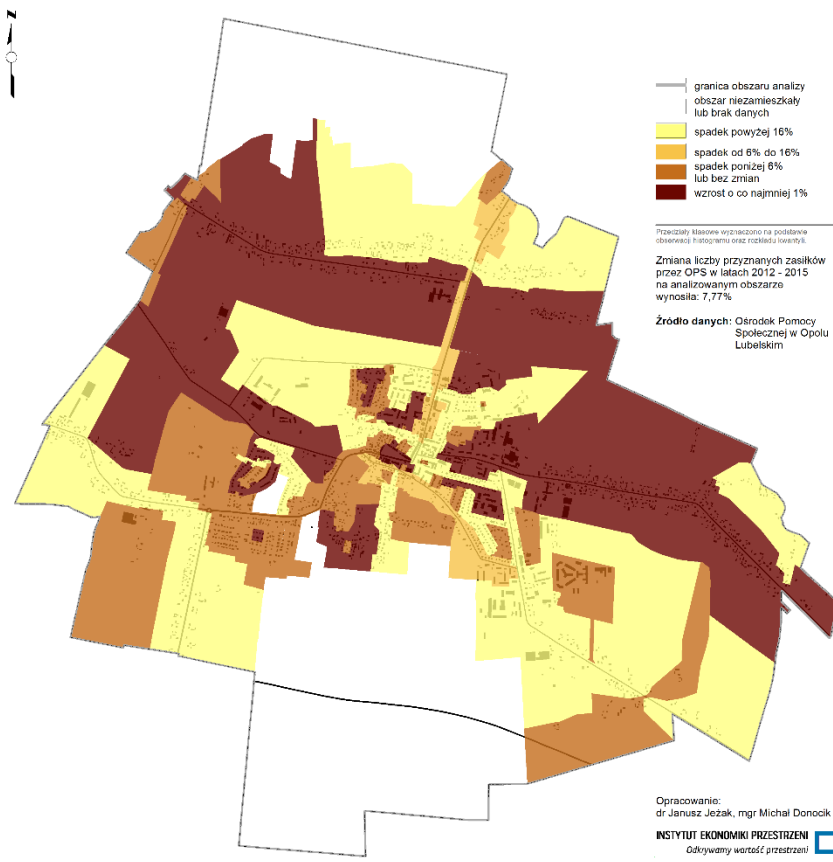 N
granica obszaru analizy
obszar niezamieszkały
lub brak danych
spadek powyżej 16%
spadek od 6% do 16%
spadek poniżej 6%
lub bez zmian
wzrost o co najmniej 1%
Przedziały klasowe wyznaczono na podstawie
obserwacji histogramu oraz rozkładu kwantyli.
Zmiana liczby przyznanych zasiłków
przez OPS w latach 2012 - 2015
na analizowanym obszarze
wynosiła: 7,77%
Źródło danych: Ośrodek Pomocy
Społecznej w Opolu
Lubelskim
Opracowanie:
dr Janusz Jeżak, mgr Michał Donocik
INSTYTUT EKONOMIKI PRZESTRZENI
Odkrywamy wartość przestrzeni